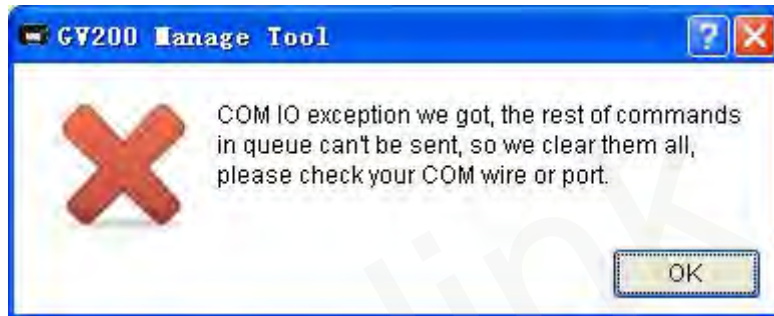 GV200 Manage Tool
COM IO exception we got, the rest of commands
in queue can't be sent, so we clear them all,
please check your COM wire or port.
OK